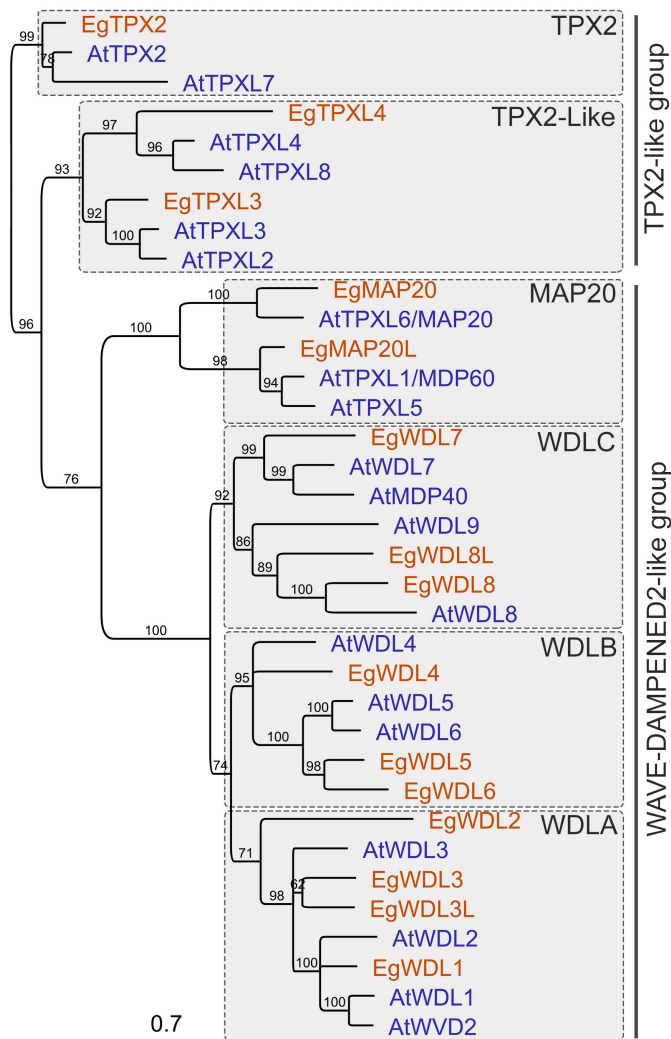 EgTPX2
TPX2
99
AtTPX2
78
AtTPXL7
EgTPXL4
TPX2-Like
97
AtTPXL4
96
AtTPXL8
93
EgTPXL3
92
AtTPXL3
100
AtTPXL2
TPX2-like group
EgMAP20
MAP20
100
AtTPXL6/MAP20
96
100
EgMAP20L
98
AtTPXL1/MDP60
94
AtTPXL5
EgWDL7
WDLC
99
AtWDL7
99
76
AtMDP40
92
AtWDL9
86
EgWDL8L
89
EgWDL8
100
AtWDL8
100
AtWDL4
WDLB
EgWDL4
95
AtWDL5
100
AtWDL6
100
EgWDL5
98
74
EgWDL6
EgWDL2
WDLA
AtWDL3
71
EgWDL3
62
98
EgWDL3L
AtWDL2
EgWDL1
100
AtWDL1
100
AtWVD2
WAVE-DAMPENED2-like group
0.7